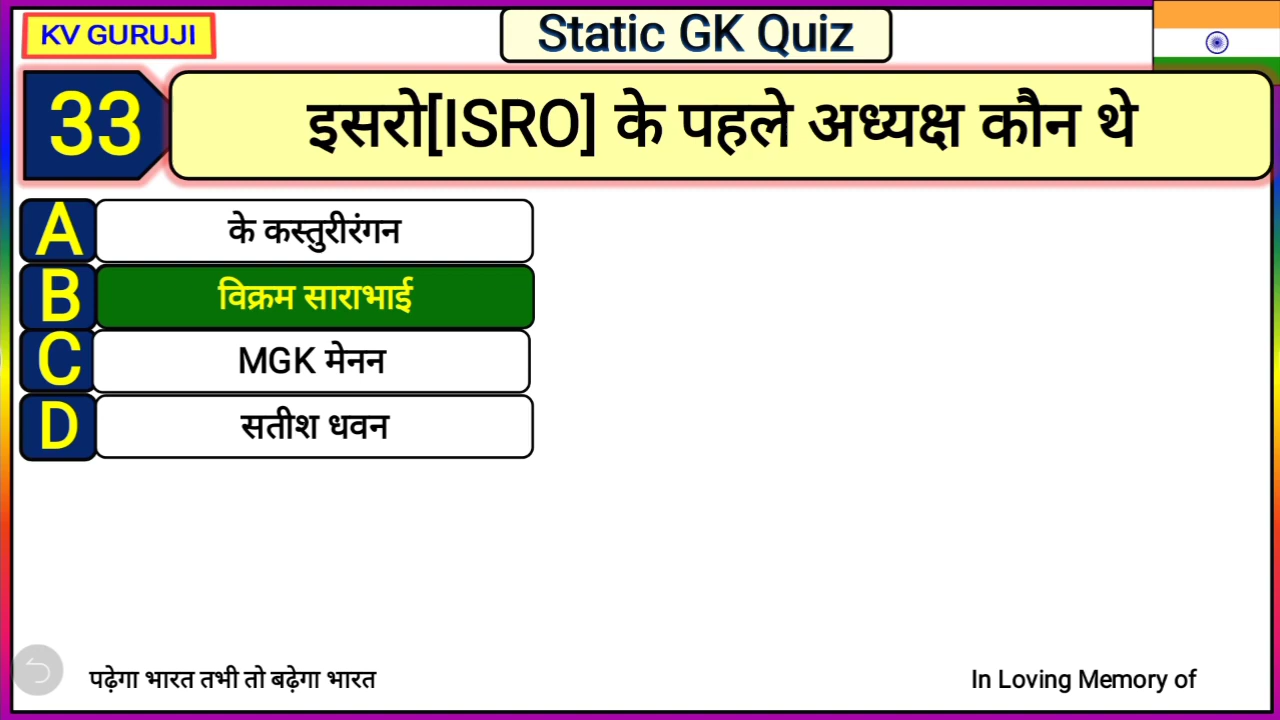 KV GURUJI
Static GK Quiz
33
इसरो[ISRO] के पहले अध्यक्ष कौन थे
A
के कस्तुरीरंगन
B
विक्रम साराभाई
C
MGK मेनन
D
सतीश धवन
पढ़ेगा भारत तभी तो बढ़ेगा भारत
In Loving Memory of